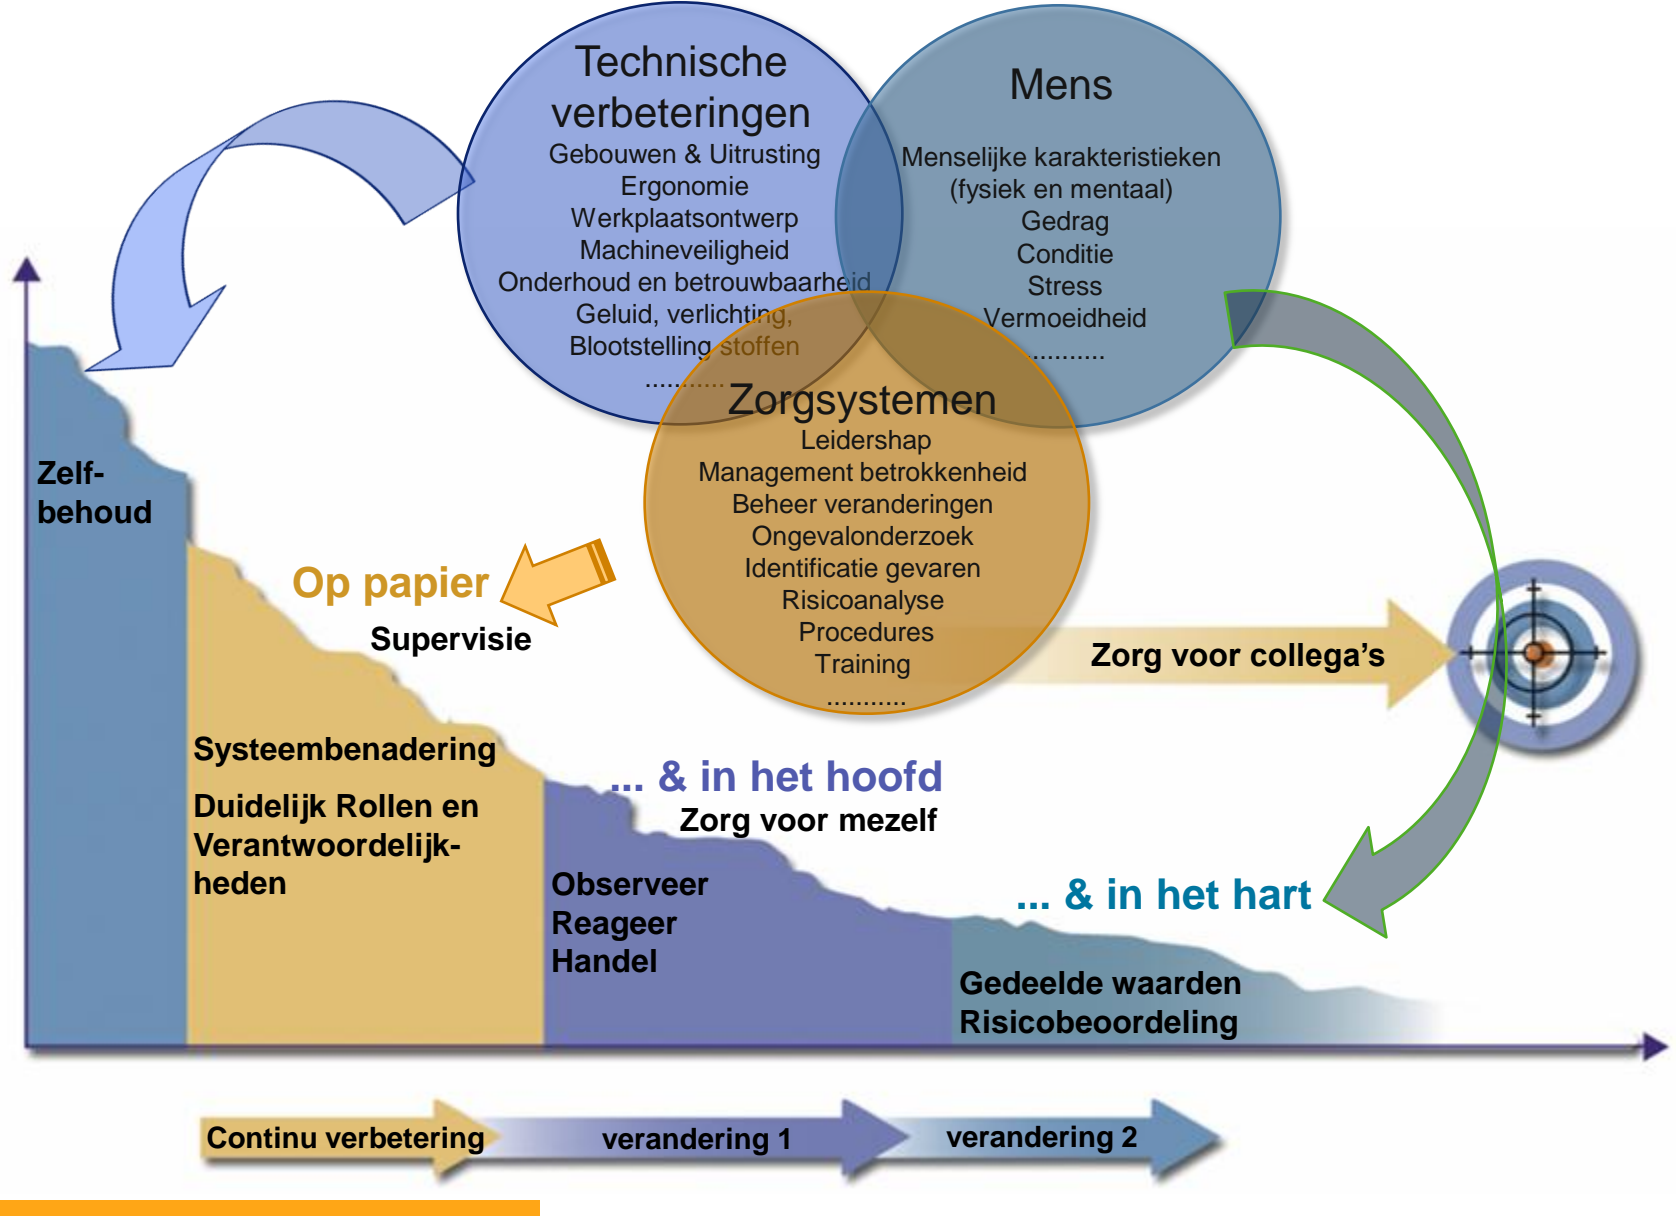 Technische
verbeteringen
Gebouwen & Uitrusting
Ergonomie
Werkplaatsontwerp
Machineveiligheid
Onderhoud en betrouwbaarheid
Geluid, verlichting,
Blootstelling stoffen
...........
Mens
Menselijke karakteristieken
(fysiek en mentaal)
Gedrag
Conditie
Stress
Vermoeidheid
...........
Zorgsystemen
Leidershap
Management betrokkenheid
Beheer veranderingen
Ongevalonderzoek
Identificatie gevaren
Risicoanalyse
Procedures
Training
...........
Zelf-
behoud
Op papier
Supervisie
Zorg voor collega's
Systeembenadering
Duidelijk Rollen en
Verantwoordelijk-
heden
... & in het hoofd
Zorg voor mezelf
Observeer
Reageer
Handel
... & in het hart
Gedeelde waarden
Risicobeoordeling
Continu verbetering
verandering 1
verandering 2